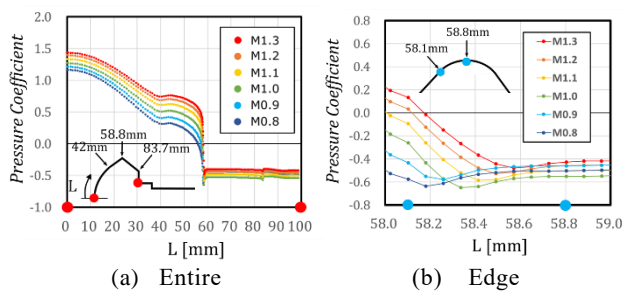 Pressure Coefficient
2.0
1.5
1.0
0.5
0.0
-0.5
-1.0
M1.3
M1.2
M1.1
M1.0
M0.9
M0.8
58.8mm
42mm
83.7mm
L
0 10 20 30 40 50 60 70 80 90 100
L [mm]
(a) Entire
Pressure Coefficient
0.8
0.6
0.4
0.2
0.0
-0.2
-0.4
-0.6
-0.8
58.8mm
58.1mm
M1.3
M1.2
M1.1
M1.0
M0.9
M0.8
58.0 58.2 58.4 58.6 58.8 59.0
L [mm]
(b) Edge